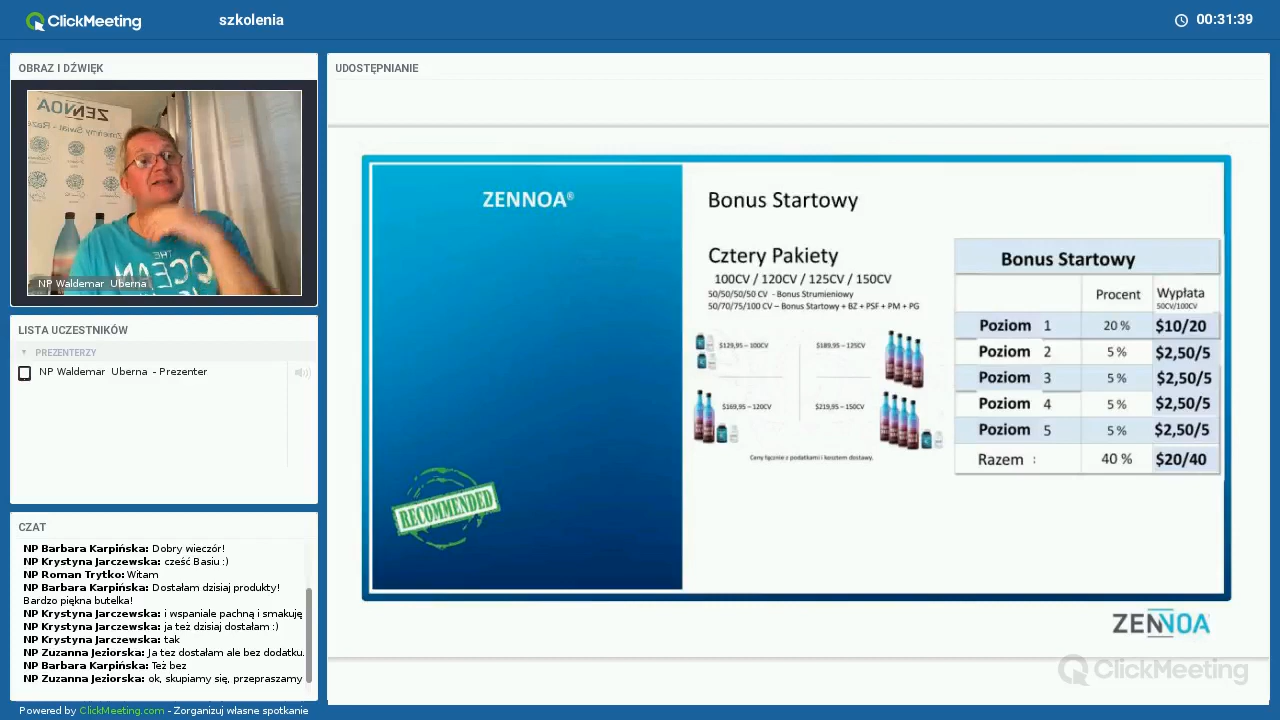 ClickMeeting
szkolenia
00:31:39
OBRAZ I DŹWIĘK
ZENNOA
NP Waldemar Uberna
THE
OCEAN
LISTA UCZESTNIKÓW
PREZENTERZY
NP Waldemar Uberna - Prezenter
CZAT
NP Barbara Karpińska: Dobry wieczór!
NP Krystyna Jarczewska: cześć Basiu :)
NP Roman Trytko: Witam
NP Barbara Karpińska: Dostałam dzisiaj produkty!
Bardzo piękna butelka!
NP Krystyna Jarczewska: i wspaniale pachną i smakuję
NP Krystyna Jarczewska: ja też dzisiaj dostałam :)
NP Krystyna Jarczewska: tak
NP Zuzanna Jeziorska: Ja tez dostałam ale bez dodatku.
NP Barbara Karpińska: Też bez
NP Zuzanna Jeziorska: ok, skupiamy się, przepraszamy
Powered by ClickMeeting.com - Zorganizuj własne spotkanie
UDOSTĘPNIANIE
ZENNOA®
RECOMMENDED
Bonus Startowy
Cztery Pakiety
100CV / 120CV / 125CV / 150CV
50/50/50/50 CV - Bonus Strumieniowy
50/70/75/100 CV – Bonus Startowy + BZ + PSF + PM + PG
$129,95 – 100CV
$189,95 – 125CV
$169,95 – 120CV
$219,95 – 150CV
Ceny łącznie z podatkami i kosztem dostawy.
Bonus Startowy
Procent Wypłata
50CV/100CV
Poziom 1 20 % $10/20
Poziom 2 5 % $2,50/5
Poziom 3 5 % $2,50/5
Poziom 4 5 % $2,50/5
Poziom 5 5 % $2,50/5
Razem : 40 % $20/40
ZENNOA
ClickMeeting